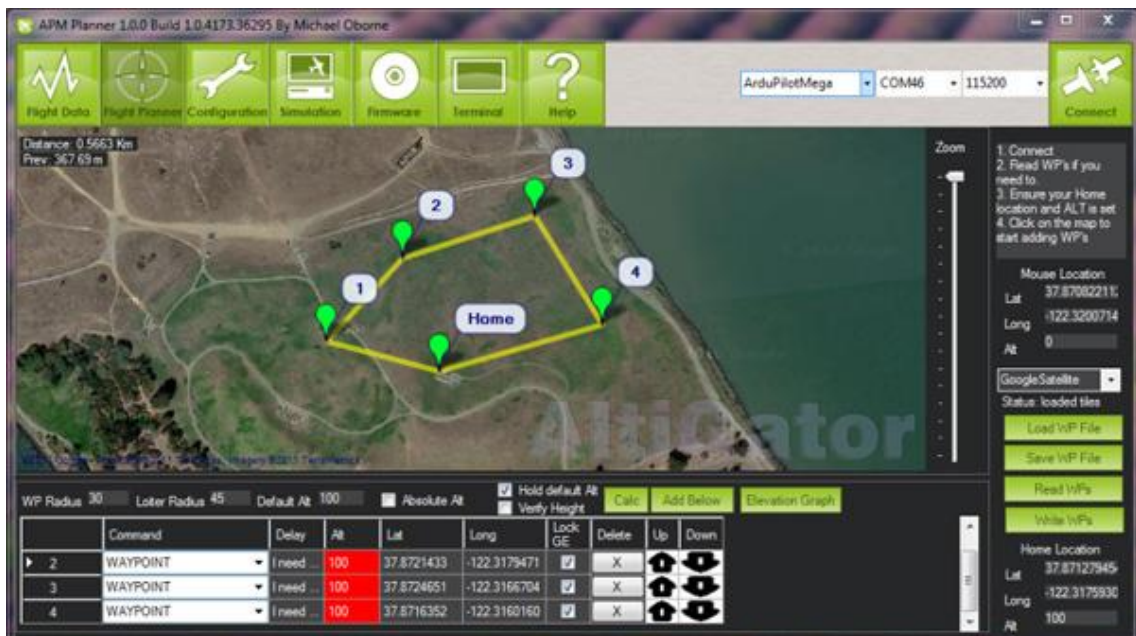 APM Planner 1.0.0 Build 1.0.4173.36295 By Michael Oborne
Flight Data
Flight Planner
Configuration
Simulation
Firmware
Terminal
Help
ArduPilotMega
COM46
115200
Connect
Distance: 0.5663 Km
Prev: 367.69 m
1
2
3
4
Home
AltiGator
Zoom
1. Connect
2. Read WP's if you
need to.
3. Ensure your Home
location and ALT is set
4. Click on the map to
start adding WP's
Mouse Location
Lat 37.87082211
Long -122.3200714
Alt 0
GoogleSatellite
Status: loaded tiles
Load WP File
Save WP File
Read WPs
Write WPs
Home Location
Lat 37.8712794
Long -122.3175930
Alt 100
WP Radius 30 Loiter Radius 45 Default Alt 100 Absolute Alt Hold default Alt Calc Add Below Elevation Graph
Verify Height
Command Delay Alt Lat Long Lock GE Delete Up Down
2 WAYPOINT I need ... 100 37.8721433 -122.3179471 X
3 WAYPOINT I need ... 100 37.8724651 -122.3166704 X
4 WAYPOINT I need ... 100 37.8716352 -122.3160160 X